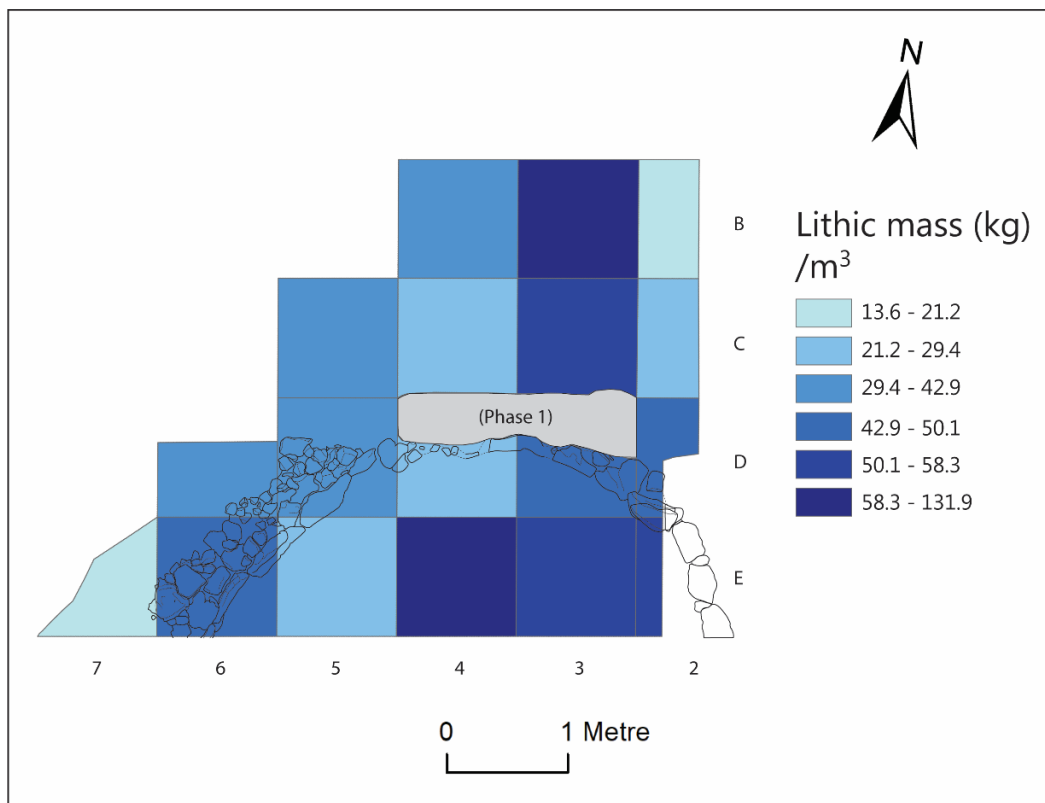 N
B
Lithic mass (kg)
/m³
13.6 - 21.2
21.2 - 29.4
29.4 - 42.9
42.9 - 50.1
50.1 - 58.3
58.3 - 131.9
C
(Phase 1)
D
E
7 6 5 4 3 2
0 1 Metre